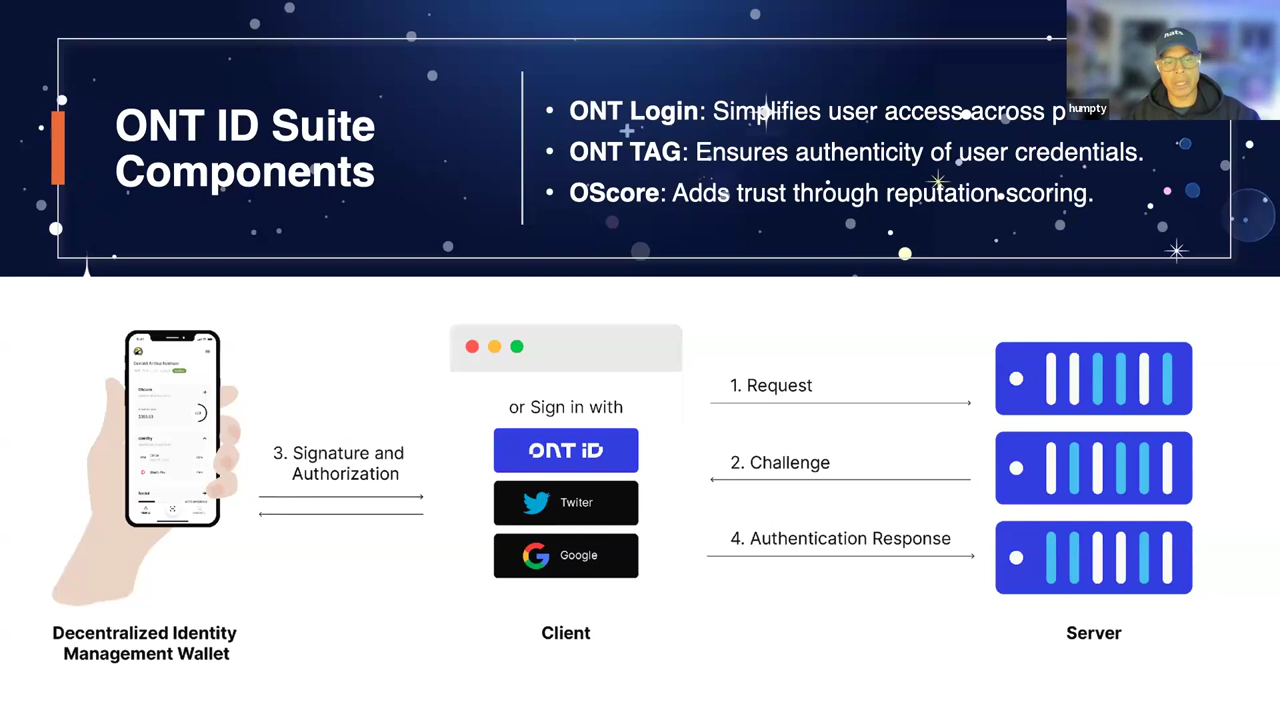 ONT ID Suite
Components
• ONT Login: Simplifies user access across p
• ONT TAG: Ensures authenticity of user credentials.
• OScore: Adds trust through reputation scoring.
hats
humpty
or Sign in with
ONT ID
Twiter
Google
3. Signature and
Authorization
1. Request
2. Challenge
4. Authentication Response
Decentralized Identity
Management Wallet
Client
Server